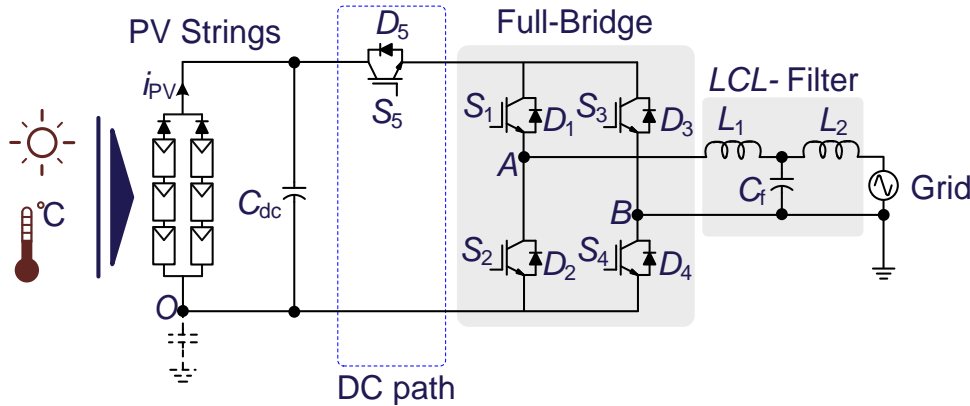 PV Strings
D5
Full-Bridge
LCL- Filter
iPV
S5
S1
D1
S3
D3
L1
L2
A
°C
Cdc
Cf
Grid
B
S2
D2
S4
D4
O
DC path